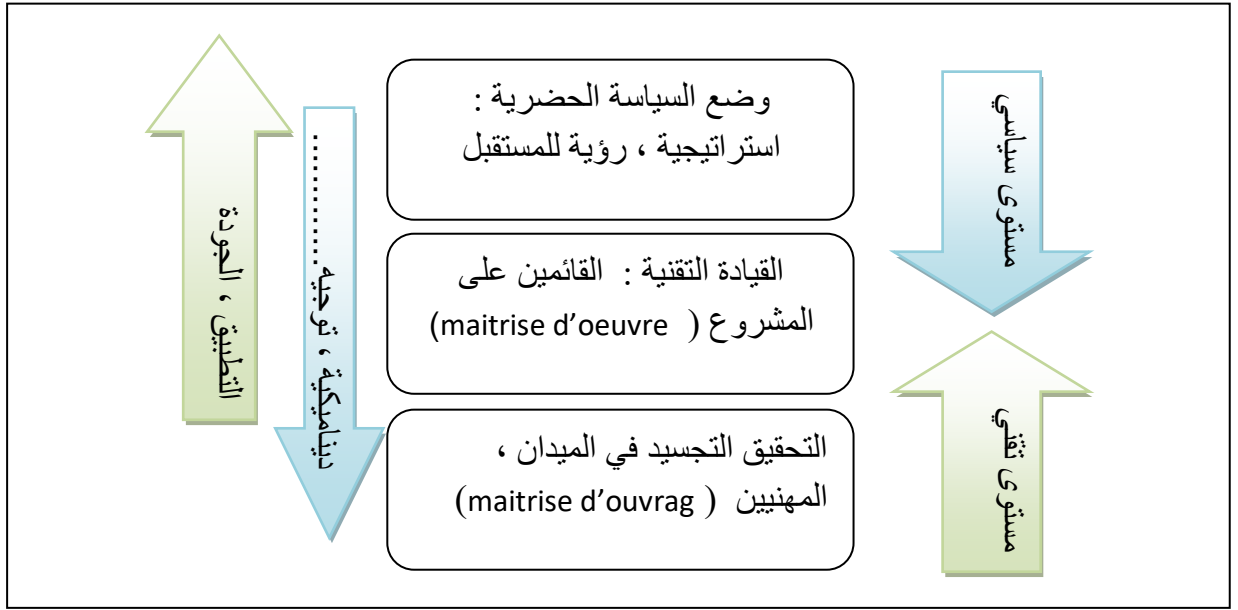 وضع السياسة الحضرية :
استراتيجية ، رؤية للمستقبل
القيادة التقنية : القائمين على
المشروع ( maitrise d’oeuvre)
التحقيق التجسيد في الميدان ،
المهنيين ( maitrise d’ouvrag)
مستوى سياسي
مستوى تقني
ديناميكية ، توجيه............
التطبيق ، الجودة